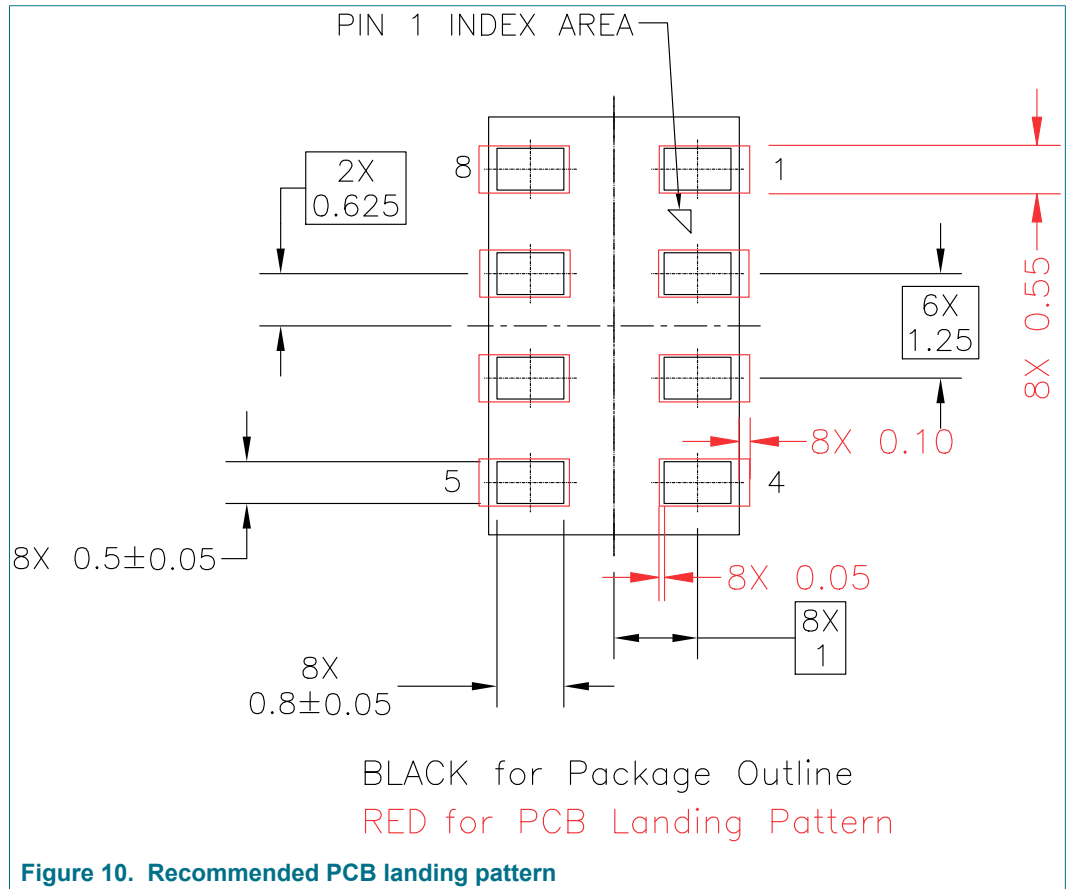 PIN 1 INDEX AREA
8
1
2X
0.625
6X
1.25
8X 0.55
8X 0.10
5
4
8X 0.5±0.05
8X 0.05
8X
1
8X
0.8±0.05
BLACK for Package Outline
RED for PCB Landing Pattern
Figure 10. Recommended PCB landing pattern